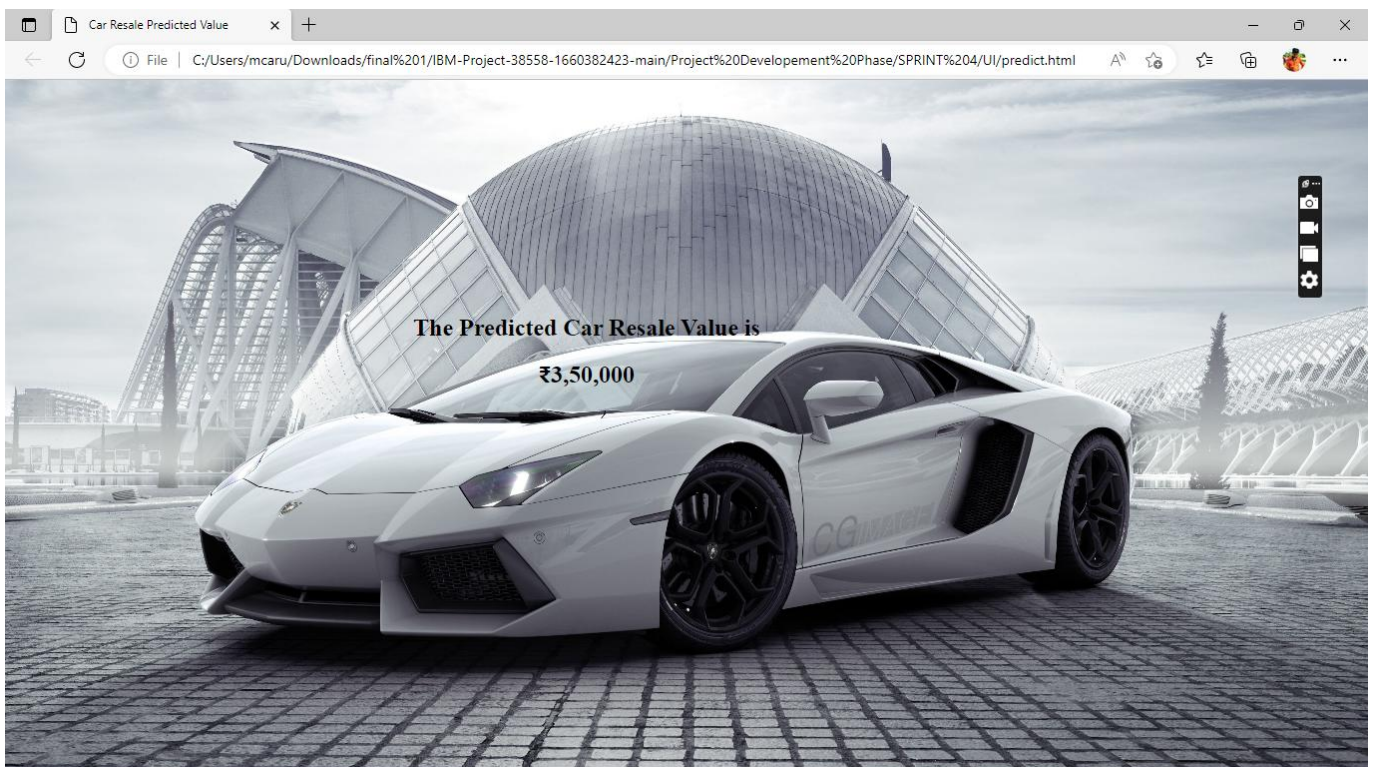 Car Resale Predicted Value
File | C:/Users/mcaru/Downloads/final%201/IBM-Project-38558-1660382423-main/Project%20Developement%20Phase/SPRINT%204/UI/predict.html
The Predicted Car Resale Value is
₹3,50,000
CG